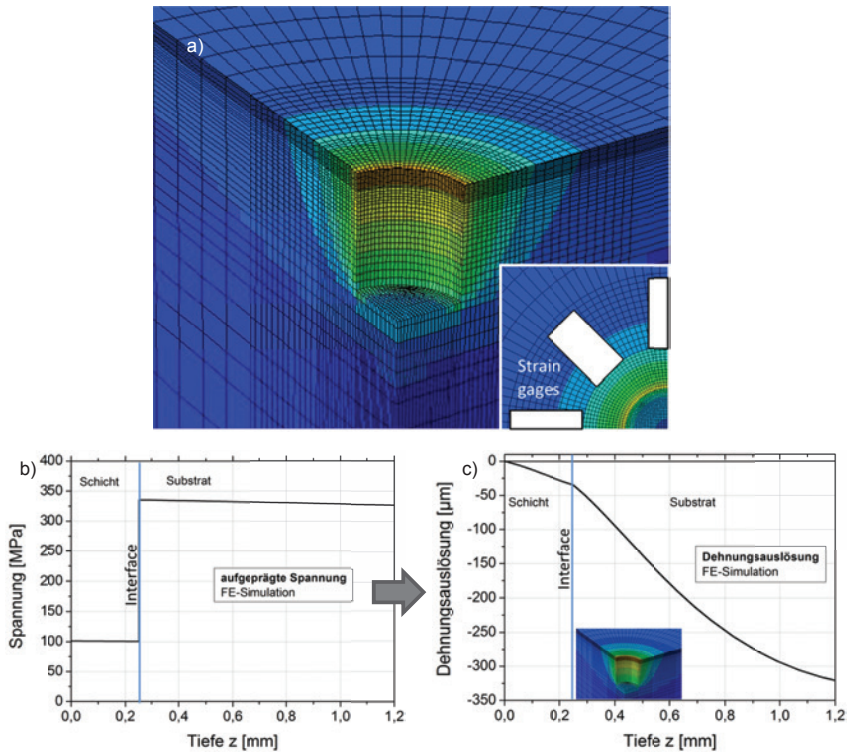 a)
Strain
gages
b)
400
350
300
250
200
150
100
50
0
Spannung [MPa]
Schicht
Substrat
Interface
aufgeprägte Spannung
FE-Simulation
0,0 0,2 0,4 0,6 0,8 1,0 1,2
Tiefe z [mm]
c)
0
-50
-100
-150
-200
-250
-300
-350
Dehnungsauslösung [µm]
Schicht
Substrat
Interface
Dehnungsauslösung
FE-Simulation
0,0 0,2 0,4 0,6 0,8 1,0 1,2
Tiefe z [mm]